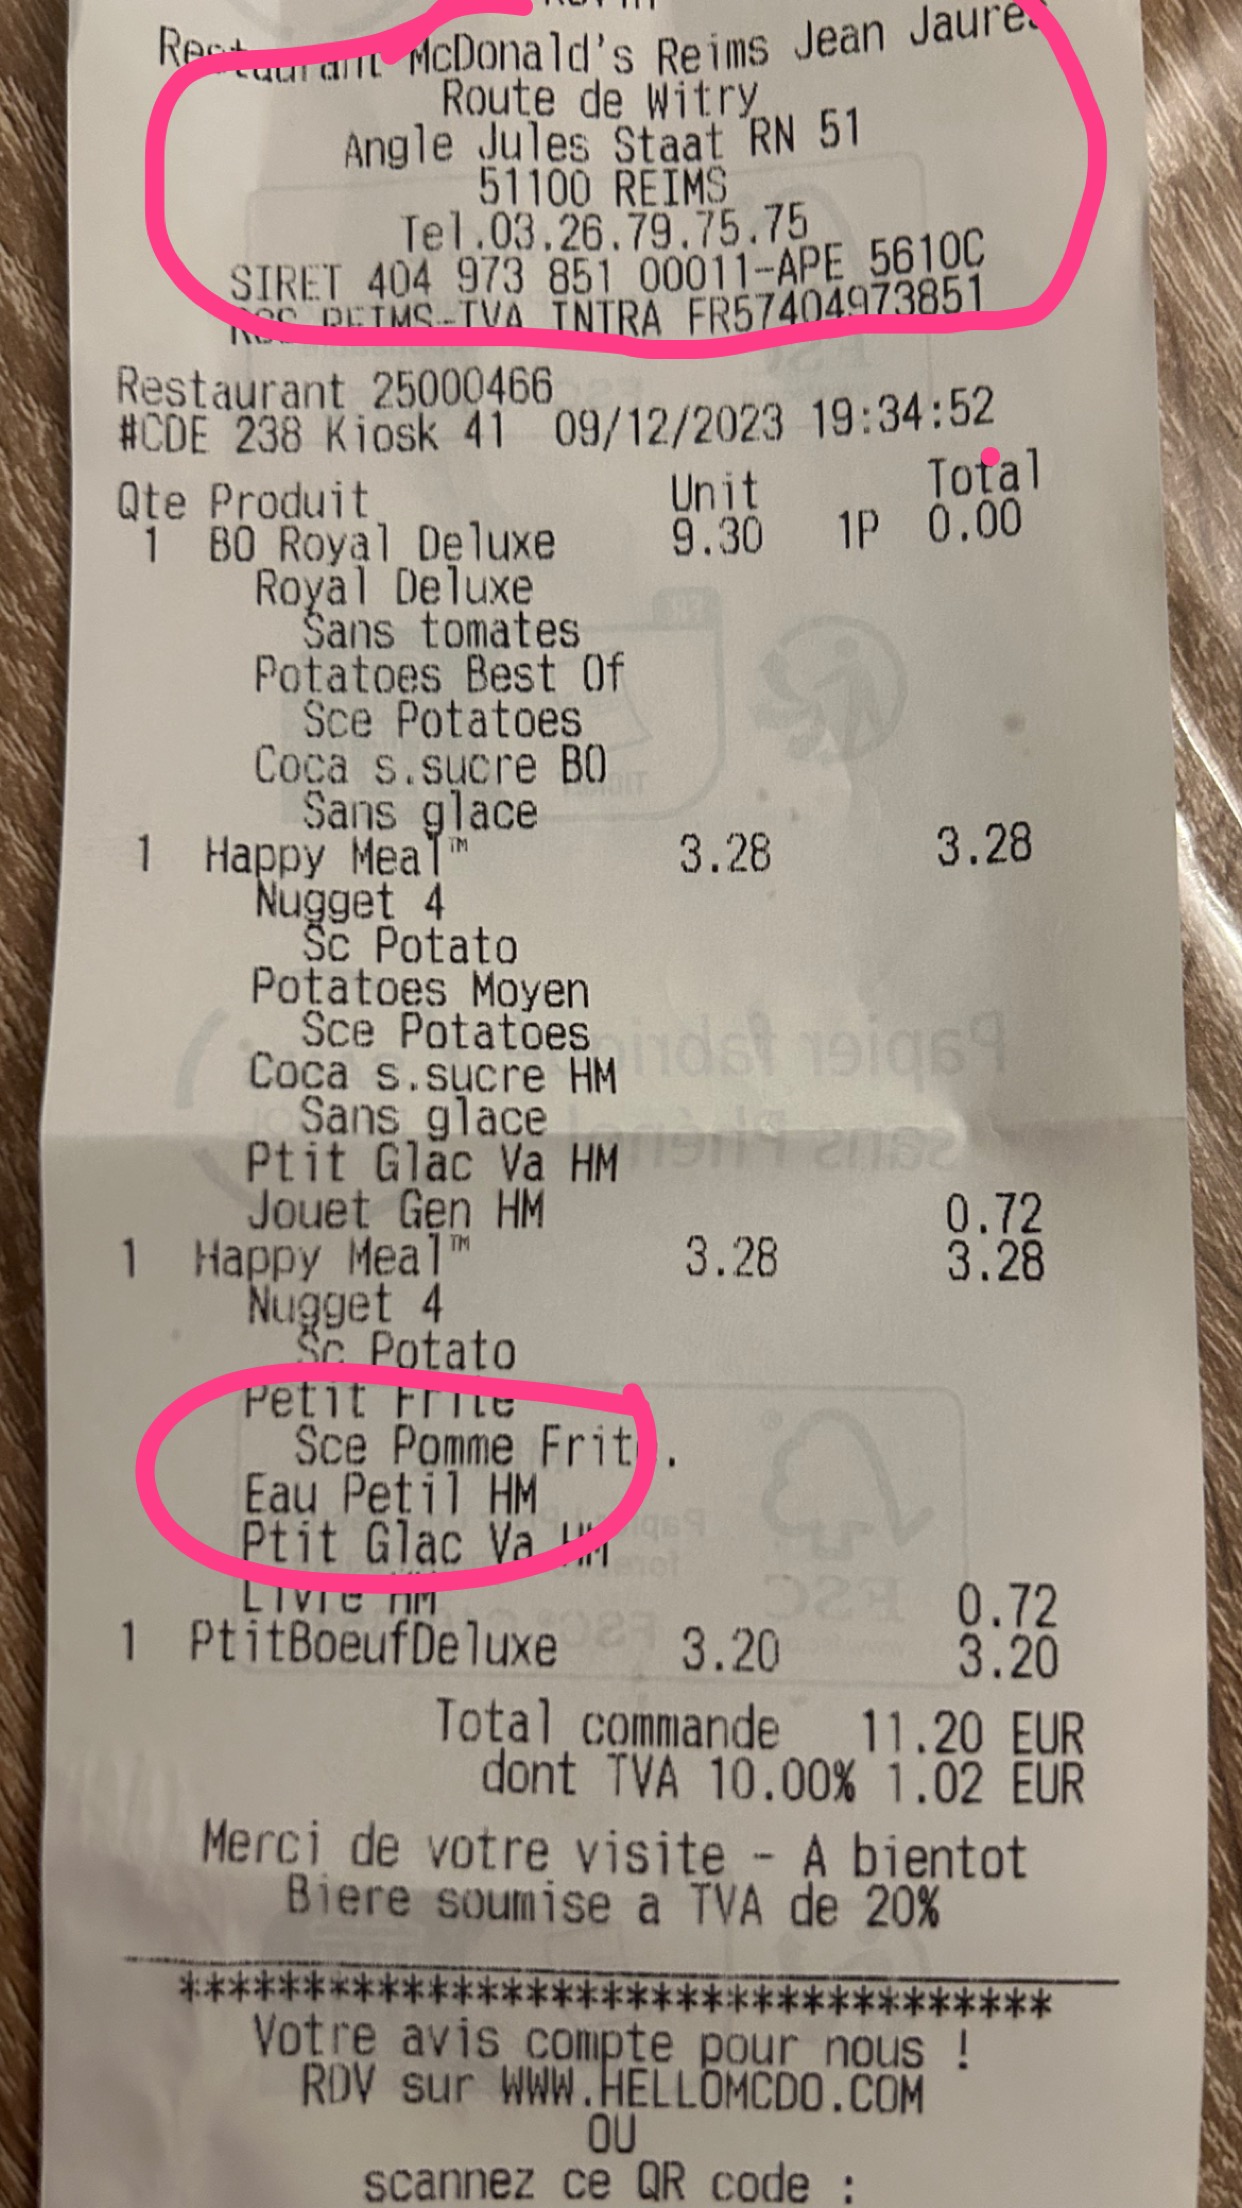 Restaurant McDonald's Reims Jean Jaures
Route de Witry
Angle Jules Staat RN 51
51100 REIMS
Tel.03.26.79.75.75
SIRET 404 973 851 00011-APE 5610C
RCS REIMS-TVA INTRA FR57404973851
Restaurant 25000466
#CDE 238 Kiosk 41 09/12/2023 19:34:52
Qte Produit Unit Total
1 BO Royal Deluxe 9.30 1P 0.00
Royal Deluxe
Sans tomates
Potatoes Best Of
Sce Potatoes
Coca s.sucre BO
Sans glace
1 Happy Meal™ 3.28 3.28
Nugget 4
Sc Potato
Potatoes Moyen
Sce Potatoes
Coca s.sucre HM
Sans glace
Ptit Glac Va HM
Jouet Gen HM 0.72
1 Happy Meal™ 3.28 3.28
Nugget 4
Sc Potato
Petit Frite
Sce Pomme Frite.
Eau Petil HM
Ptit Glac Va HM
Livre HM 0.72
1 PtitBoeufDeluxe 3.20 3.20
Total commande 11.20 EUR
dont TVA 10.00% 1.02 EUR
Merci de votre visite - A bientot
Biere soumise a TVA de 20%
****************************************
Votre avis compte pour nous !
RDV sur WWW.HELLOMCDO.COM
OU
scannez ce QR code :